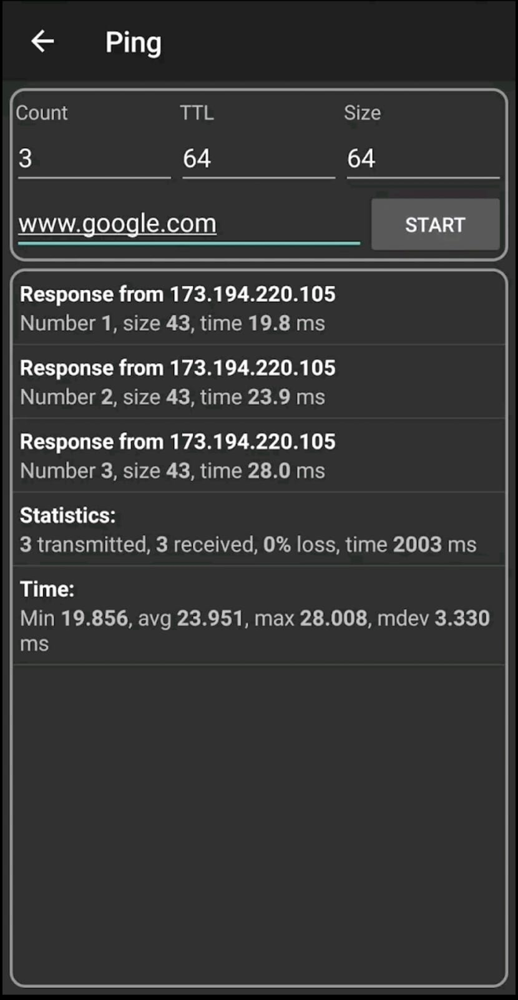 Ping
Count TTL Size
3 64 64
www.google.com START
Response from 173.194.220.105
Number 1, size 43, time 19.8 ms
Response from 173.194.220.105
Number 2, size 43, time 23.9 ms
Response from 173.194.220.105
Number 3, size 43, time 28.0 ms
Statistics:
3 transmitted, 3 received, 0% loss, time 2003 ms
Time:
Min 19.856, avg 23.951, max 28.008, mdev 3.330
ms